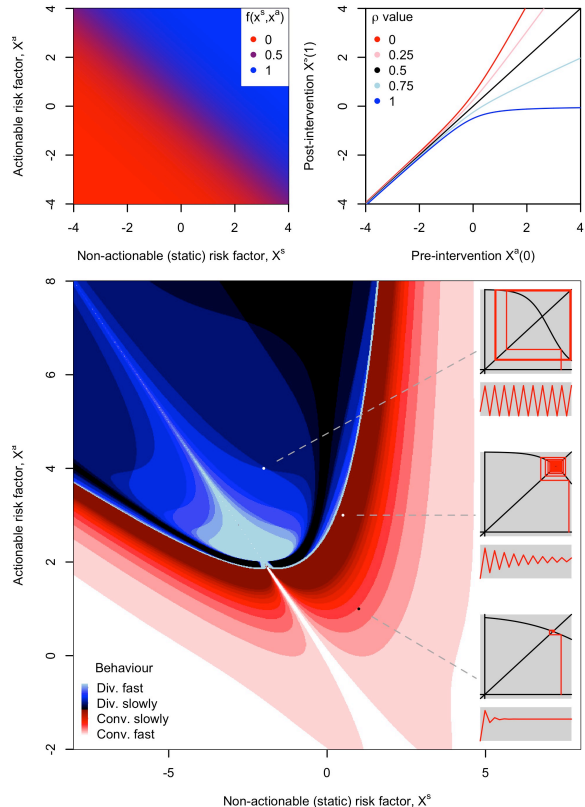 f(xˢ,xᵃ)
0
0.5
1
Actionable risk factor, Xᵃ
4
2
0
-2
-4
-4
-2
0
2
4
Non-actionable (static) risk factor, Xˢ
ρ value
0
0.25
0.5
0.75
1
Post-intervention Xᵃ(1)
4
2
0
-2
-4
-4
-2
0
2
4
Pre-intervention Xᵃ(0)
Actionable risk factor, Xᵃ
8
6
4
2
0
-2
Behaviour
Div. fast
Div. slowly
Conv. slowly
Conv. fast
-5
0
5
Non-actionable (static) risk factor, Xˢ